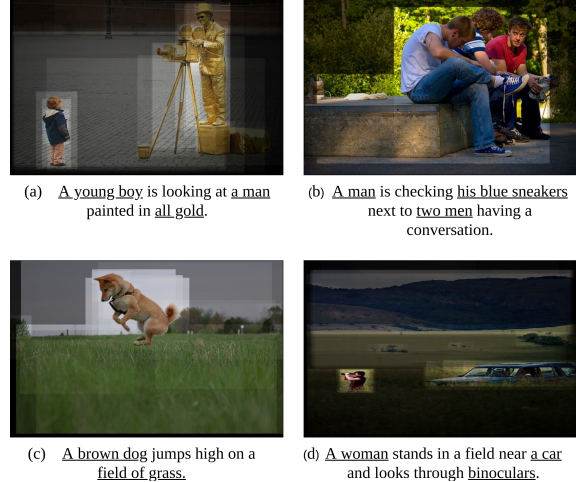 (a) A young boy is looking at a man
painted in all gold.
(b) A man is checking his blue sneakers
next to two men having a
conversation.
(c) A brown dog jumps high on a
field of grass.
(d) A woman stands in a field near a car
and looks through binoculars.